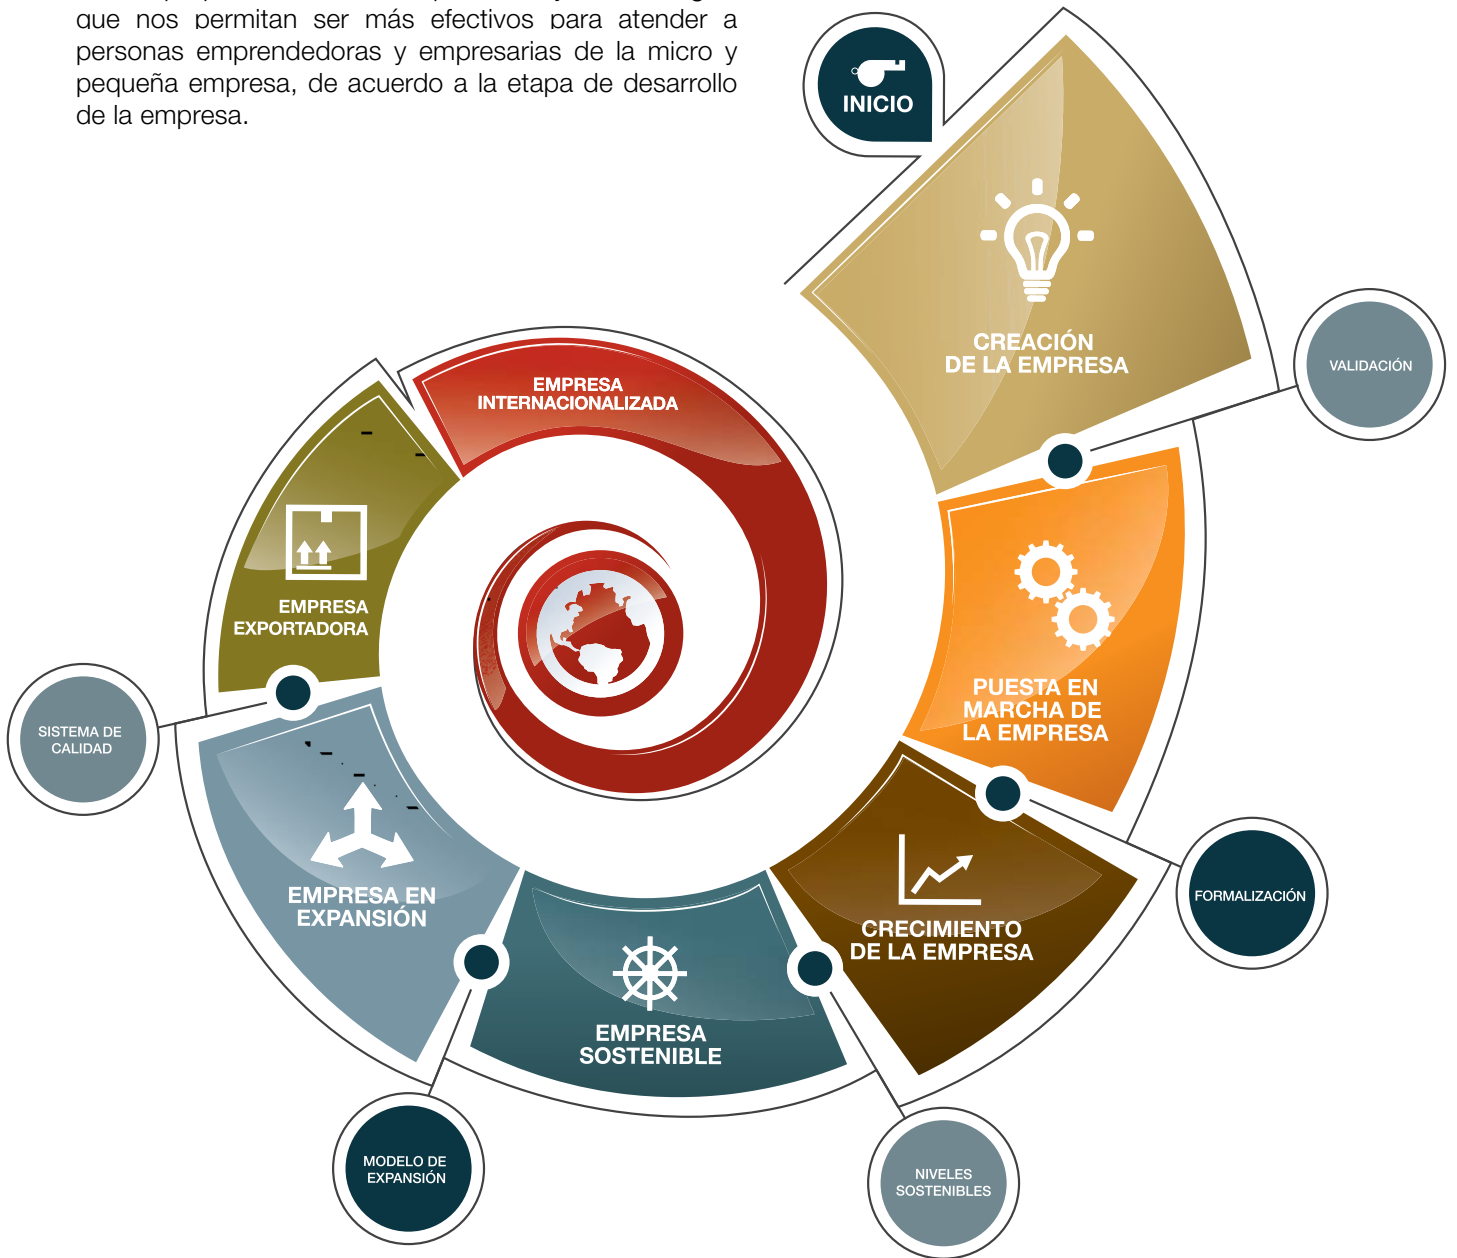 que nos permitan ser más efectivos para atender a
personas emprendedoras y empresarias de la micro y
pequeña empresa, de acuerdo a la etapa de desarrollo
de la empresa.
INICIO
CREACIÓN
DE LA EMPRESA
VALIDACIÓN
PUESTA EN
MARCHA DE
LA EMPRESA
FORMALIZACIÓN
CRECIMIENTO
DE LA EMPRESA
NIVELES
SOSTENIBLES
EMPRESA
SOSTENIBLE
MODELO DE
EXPANSIÓN
EMPRESA EN
EXPANSIÓN
SISTEMA DE
CALIDAD
EMPRESA
EXPORTADORA
EMPRESA
INTERNACIONALIZADA